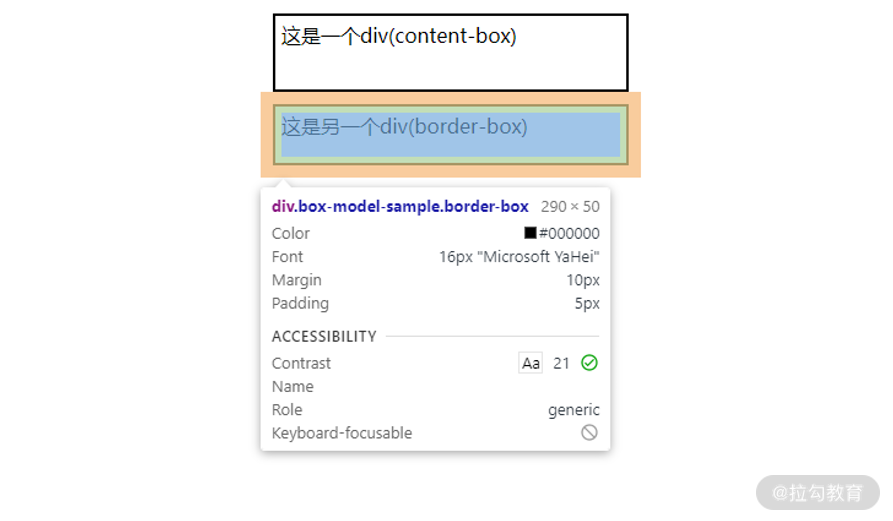 这是一个div(content-box)
这是另一个div(border-box)
div.box-model-sample.border-box 290 × 50
Color #000000
Font 16px "Microsoft YaHei"
Margin 10px
Padding 5px
ACCESSIBILITY
Contrast Aa 21
Name
Role generic
Keyboard-focusable
@拉勾教育